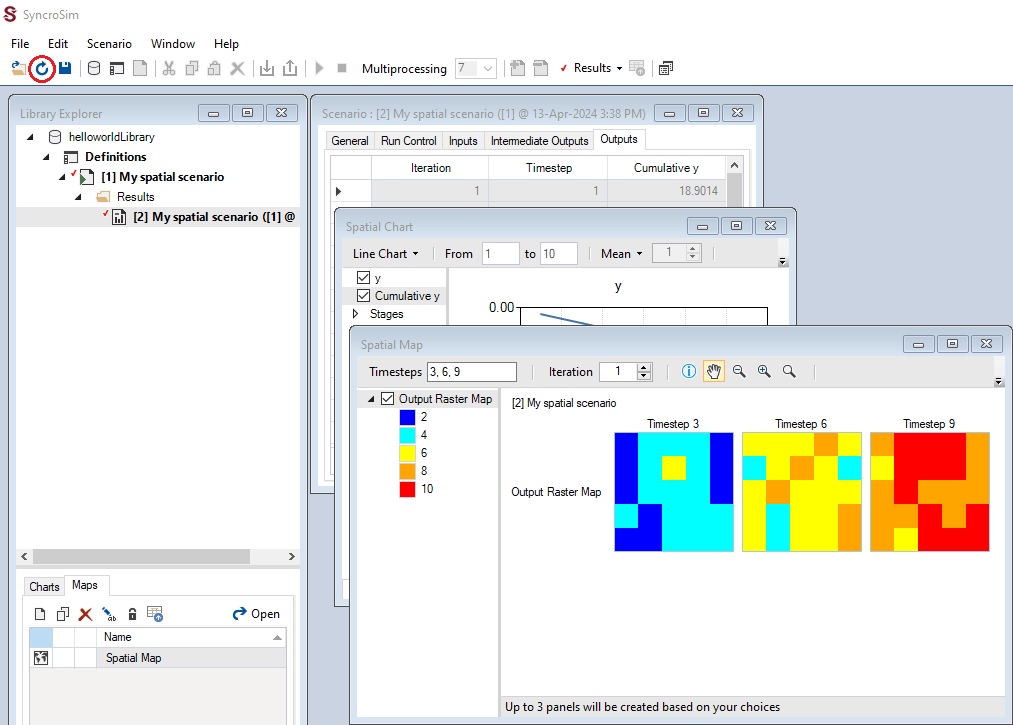 SyncroSim
File Edit Scenario Window Help
Multiprocessing 7 Results
Library Explorer
helloworldLibrary
Definitions
[1] My spatial scenario
Results
[2] My spatial scenario ([1] @
Scenario : [2] My spatial scenario ([1] @ 13-Apr-2024 3:38 PM)
General Run Control Inputs Intermediate Outputs Outputs
Iteration Timestep Cumulative y
1 1 18.9014
Spatial Chart
Line Chart From 1 to 10 Mean 1
y
Cumulative y
Stages
y
0.00
Spatial Map
Timesteps 3, 6, 9 Iteration 1
Output Raster Map
2
4
6
8
10
[2] My spatial scenario
Timestep 3 Timestep 6 Timestep 9
Output Raster Map
Up to 3 panels will be created based on your choices
Charts Maps
ab Open
Name
Spatial Map